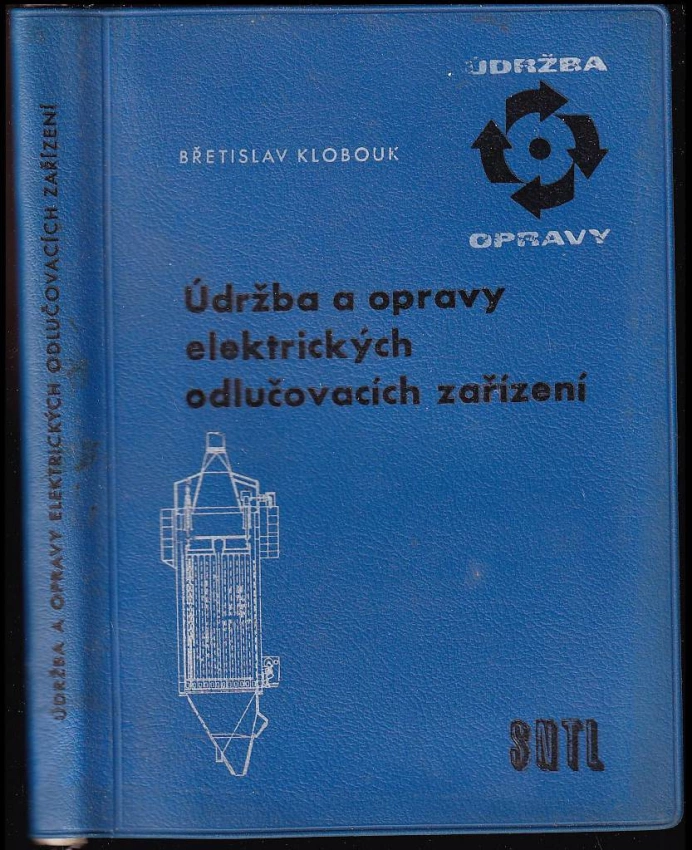 ÚDRŽBA A OPRAVY ELEKTRICKÝCH ODLUČOVACÍCH ZAŘÍZENÍ
ÚDRŽBA
OPRAVY
BŘETISLAV KLOBOUK
Údržba a opravy
elektrických
odlučovacích zařízení
SNTL